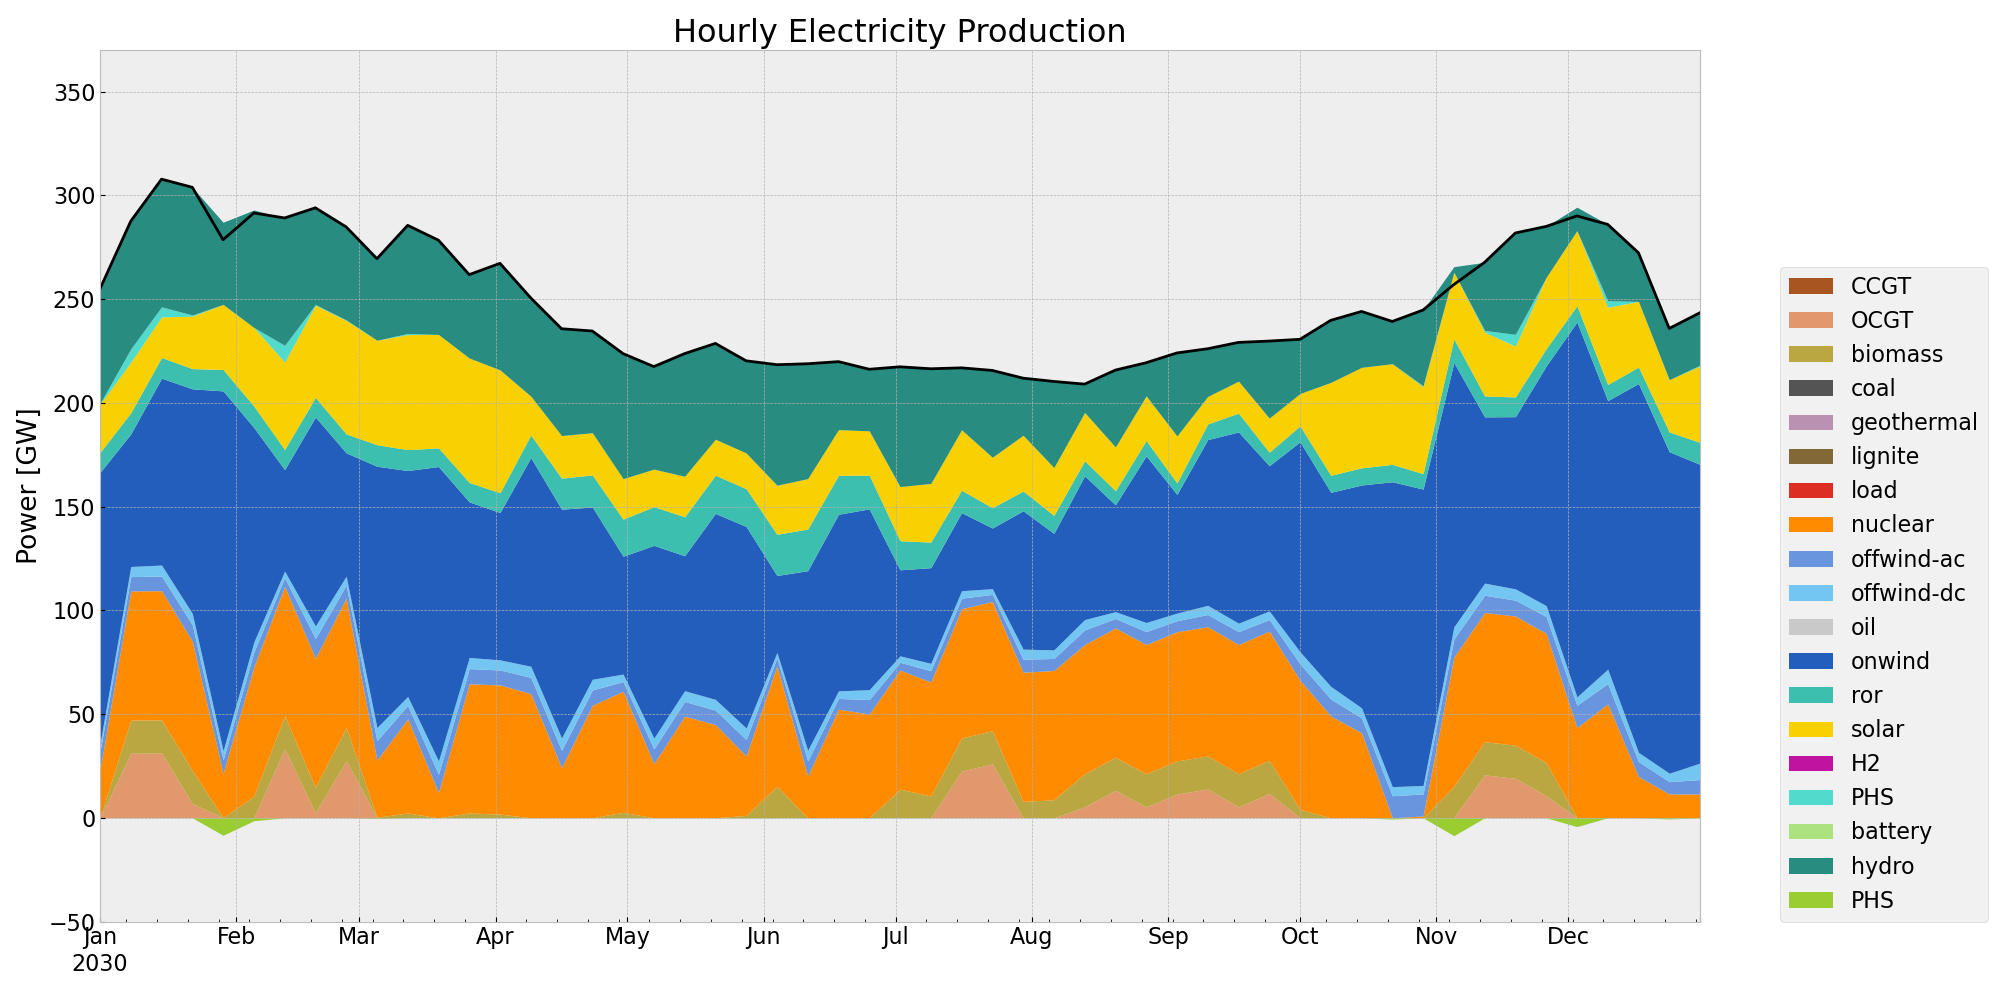 Hourly Electricity Production
Power [GW]
350
300
250
200
150
100
50
0
−50
Jan
2030
Feb
Mar
Apr
May
Jun
Jul
Aug
Sep
Oct
Nov
Dec
CCGT
OCGT
biomass
coal
geothermal
lignite
load
nuclear
offwind-ac
offwind-dc
oil
onwind
ror
solar
H2
PHS
battery
hydro
PHS